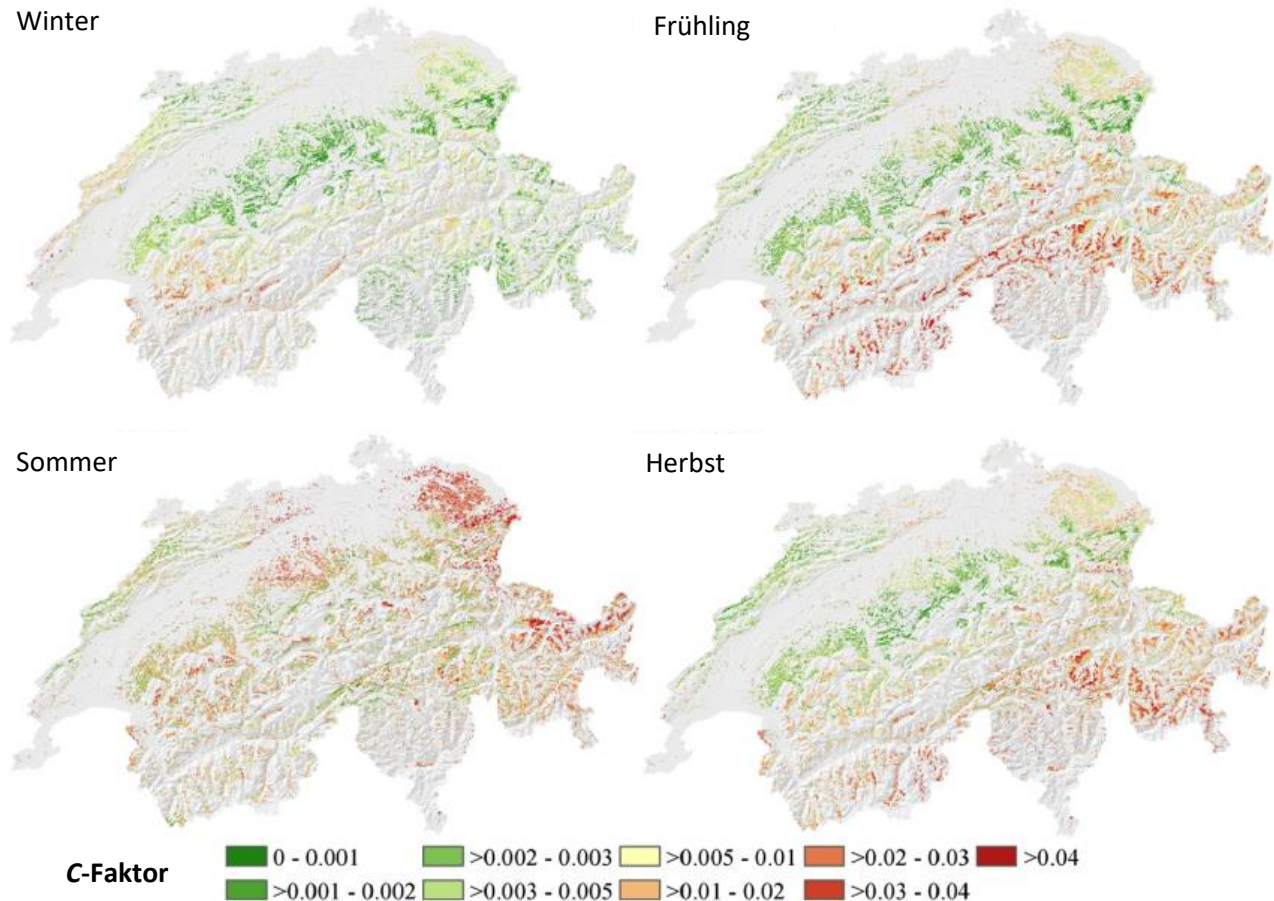 Winter
Frühling
Sommer
Herbst
C-Faktor
0 - 0.001
>0.002 - 0.003
>0.005 - 0.01
>0.02 - 0.03
>0.04
>0.001 - 0.002
>0.003 - 0.005
>0.01 - 0.02
>0.03 - 0.04